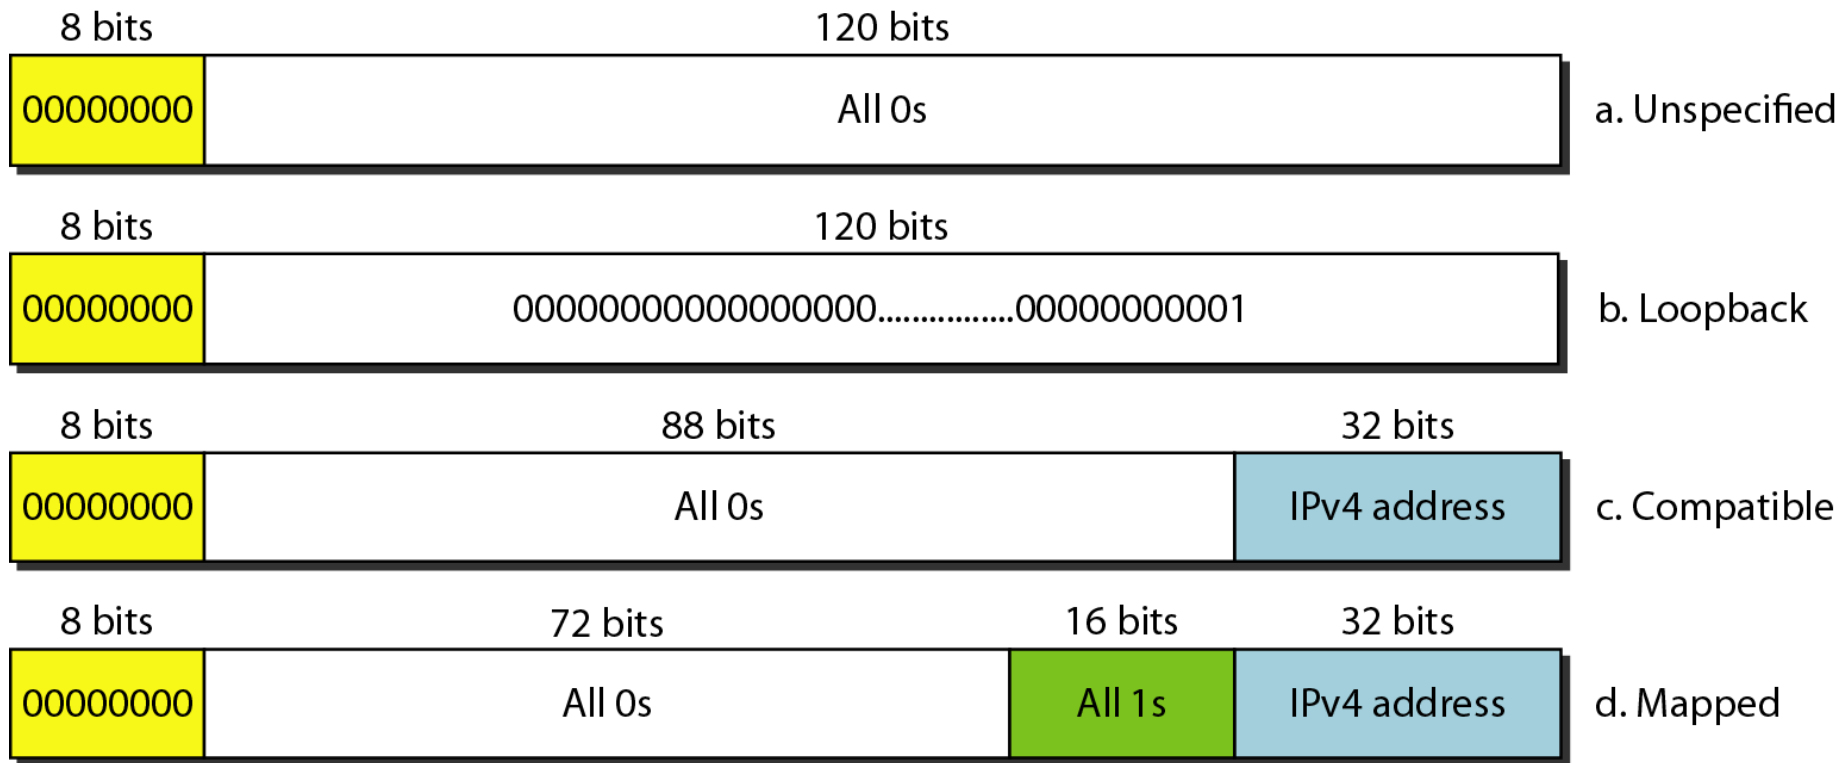 8 bits 120 bits
00000000 All 0s a. Unspecified
8 bits 120 bits
00000000 00000000000000000................00000000001 b. Loopback
8 bits 88 bits 32 bits
00000000 All 0s IPv4 address c. Compatible
8 bits 72 bits 16 bits 32 bits
00000000 All 0s All 1s IPv4 address d. Mapped